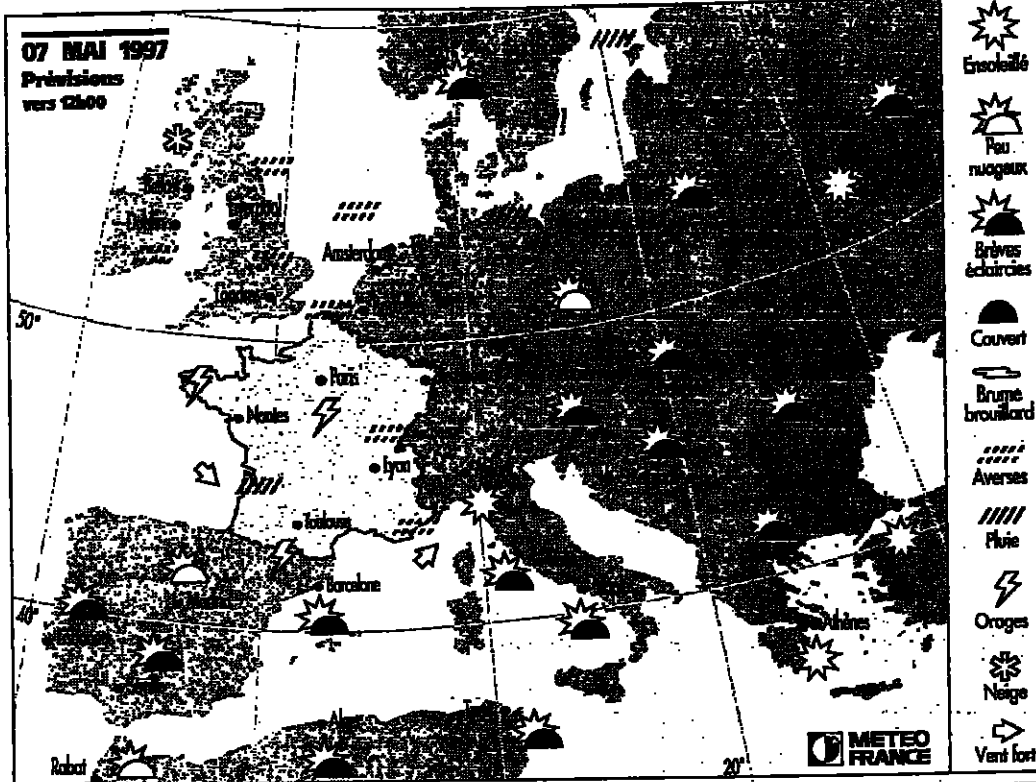 07 MAI 1997
Prévisions
vers 12h00
Amsterdam
50°
Paris
Nantes
Lyon
Toulouse
Barcelone
40°
Athènes
Rabat
20°
METEO
FRANCE
Ensoleillé
Peu
nuageux
Brèves
éclaircies
Couvert
Brume
brouillard
Averses
Pluie
Orages
Neige
Vent fort